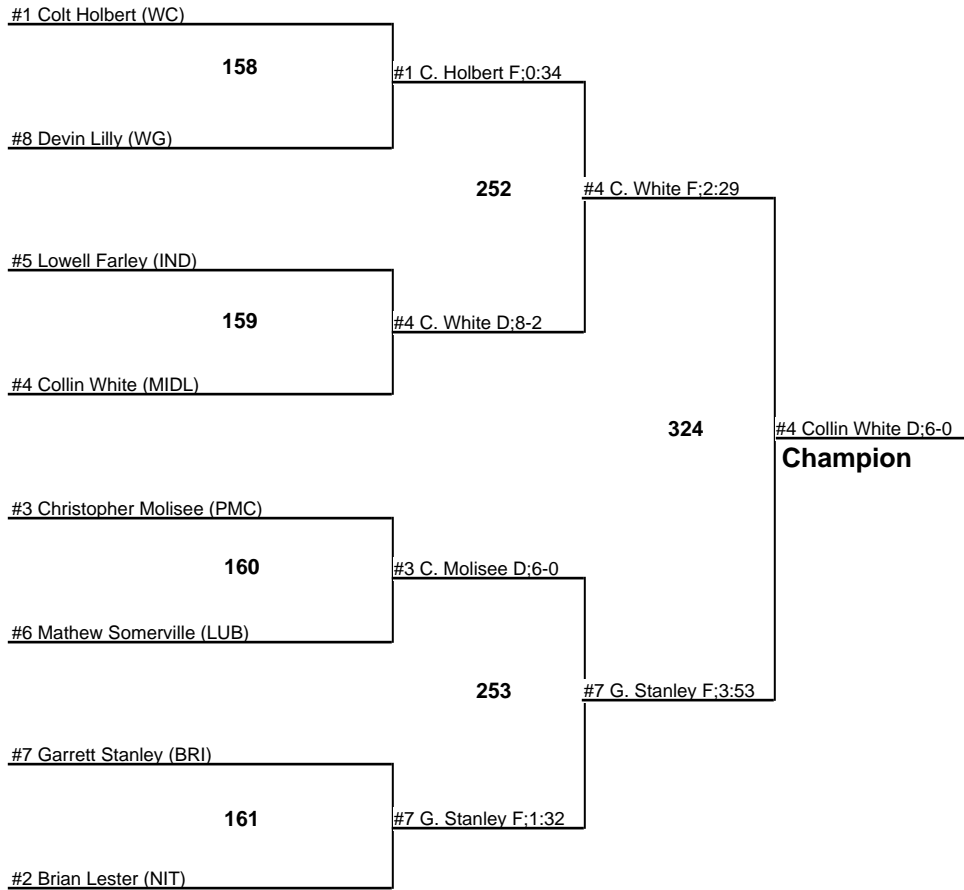 #1 Colt Holbert (WC)
158
#1 C. Holbert F;0:34
#8 Devin Lilly (WG)
252
#4 C. White F;2:29
#5 Lowell Farley (IND)
159
#4 C. White D;8-2
#4 Collin White (MIDL)
324
#4 Collin White D;6-0
Champion
#3 Christopher Molisee (PMC)
160
#3 C. Molisee D;6-0
#6 Mathew Somerville (LUB)
253
#7 G. Stanley F;3:53
#7 Garrett Stanley (BRI)
161
#7 G. Stanley F;1:32
#2 Brian Lester (NIT)